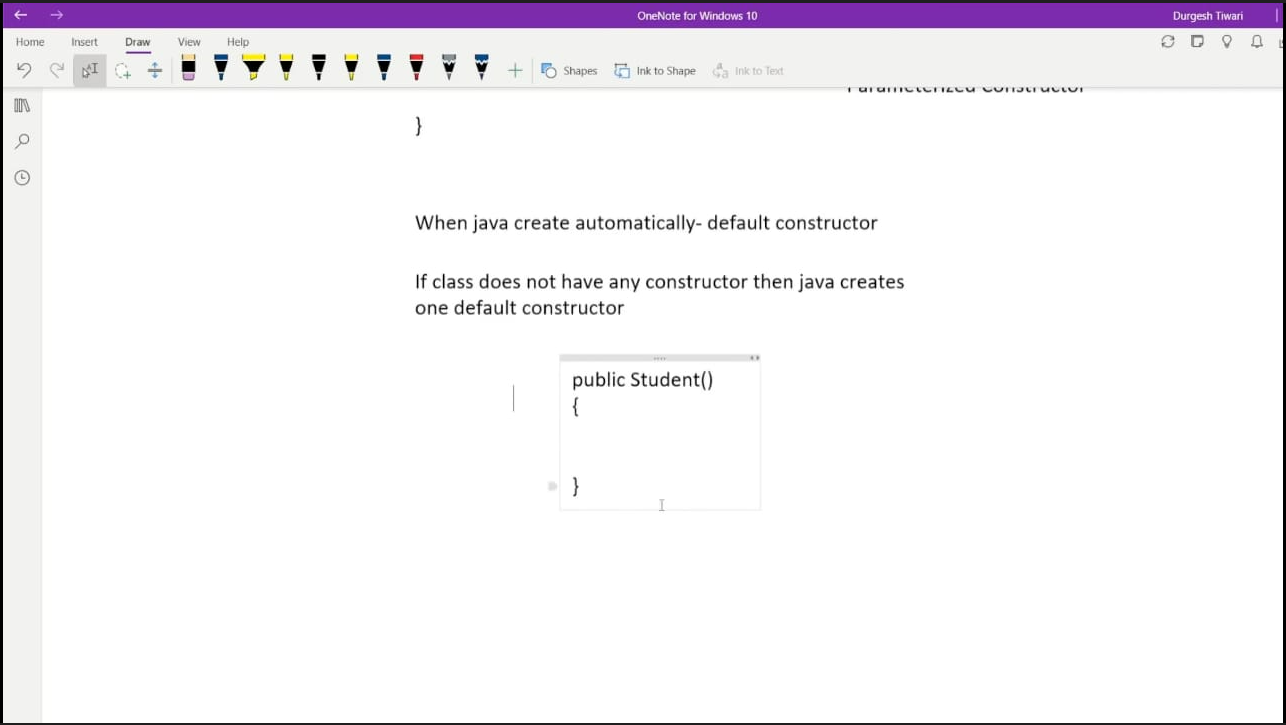 OneNote for Windows 10
Durgesh Tiwari
Home Insert Draw View Help
Shapes Ink to Shape Ink to Text
Parameterized Constructor
}
When java create automatically- default constructor
If class does not have any constructor then java creates
one default constructor
public Student()
{
}